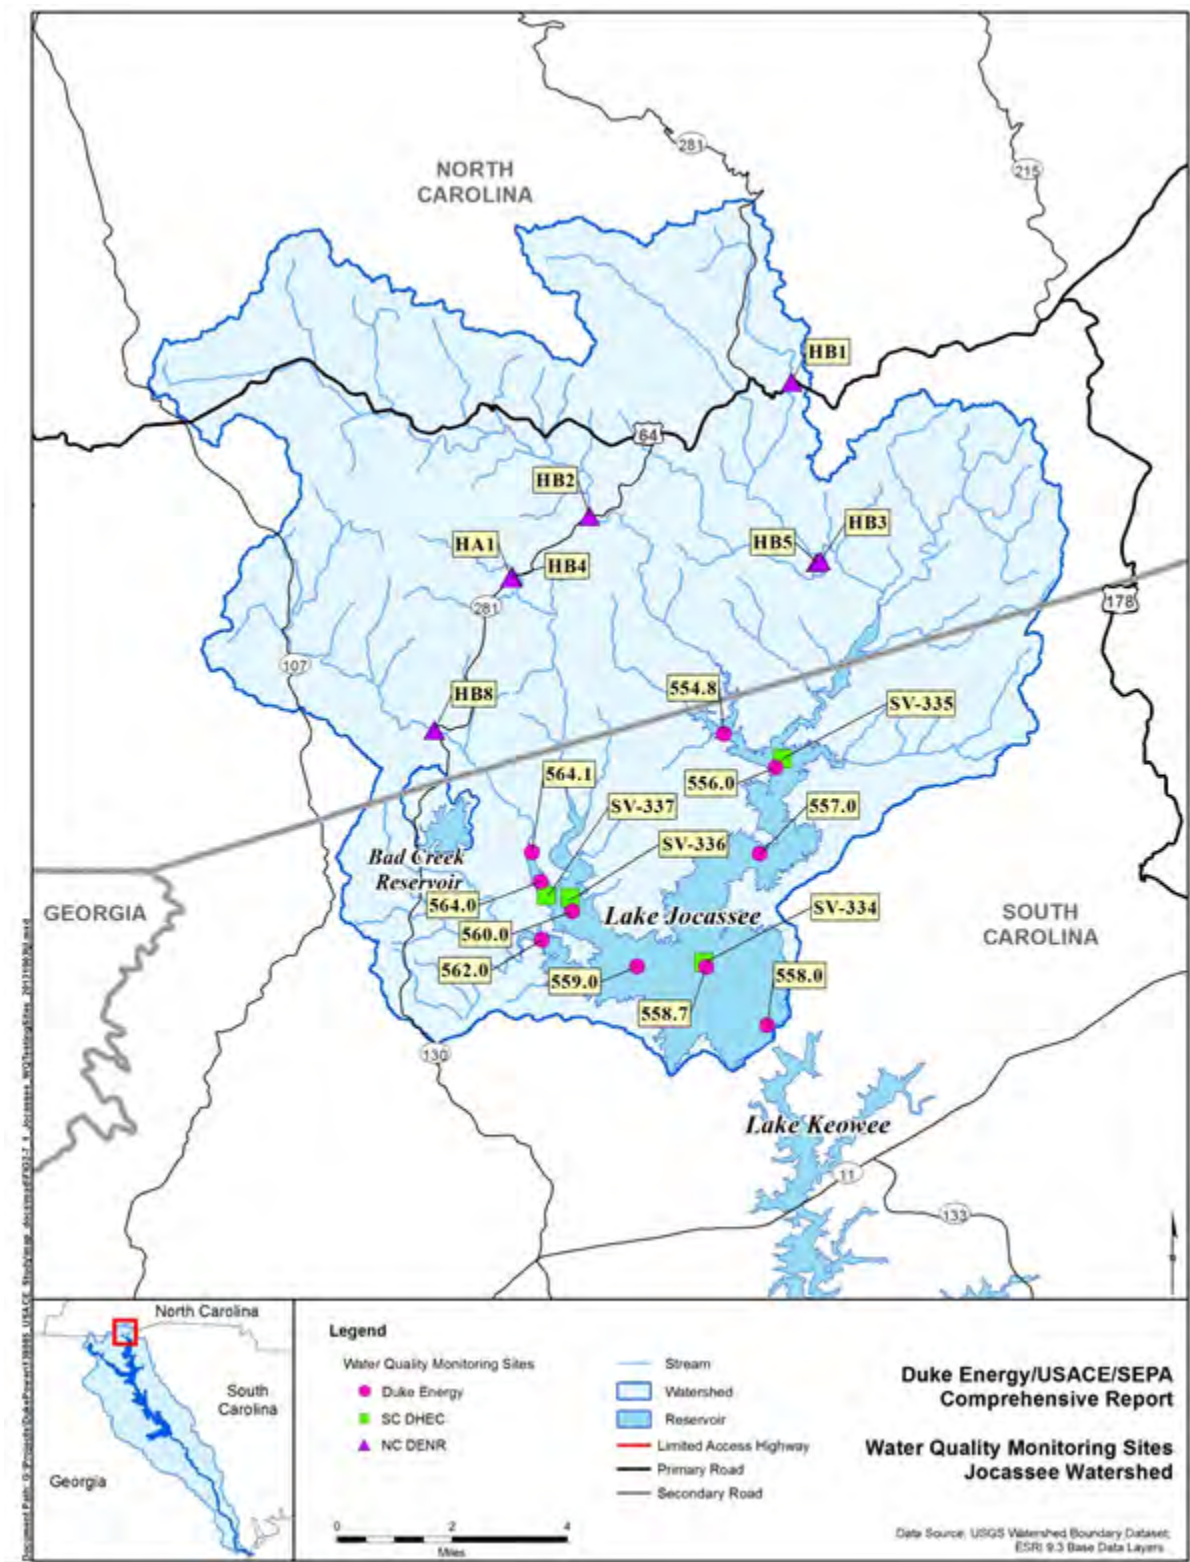 281
215
NORTH
CAROLINA
HB1
64
HB2
HB3
HA1
HB5
HB4
178
281
107
554.8
HB8
SV-335
564.1
556.0
SV-337
557.0
SV-336
Bad Creek
Reservoir
564.0
GEORGIA
Lake Jocassee
SV-334
SOUTH
CAROLINA
560.0
562.0
559.0
558.0
558.7
130
Lake Keowee
11
133
North Carolina
South
Carolina
Georgia
Legend
Water Quality Monitoring Sites
Duke Energy
SC DHEC
NC DENR
Stream
Watershed
Reservoir
Limited Access Highway
Primary Road
Secondary Road
0 2 4
Miles
Duke Energy/USACE/SEPA
Comprehensive Report
Water Quality Monitoring Sites
Jocassee Watershed
Data Source: USGS Watershed Boundary Dataset,
ESRI 9.3 Base Data Layers